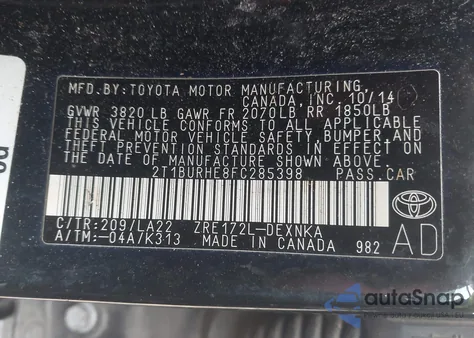 MFD.BY:TOYOTA MOTOR MANUFACTURING,
CANADA,INC. 10/14
GVWR 3820 LB GAWR FR 2070LB RR 1850LB
THIS VEHICLE CONFORMS TO ALL APPLICABLE
FEDERAL MOTOR VEHICLE SAFETY,BUMPER,AND
THEFT PREVENTION STANDARDS IN EFFECT ON
THE DATE OF MANUFACTURE SHOWN ABOVE.
2T1BURHE8FC285398 PASS.CAR
C/TR:209/LA22 ZRE172L-DEXNKA
A/TM:-04A/K313 MADE IN CANADA 982
AD
autoSnap